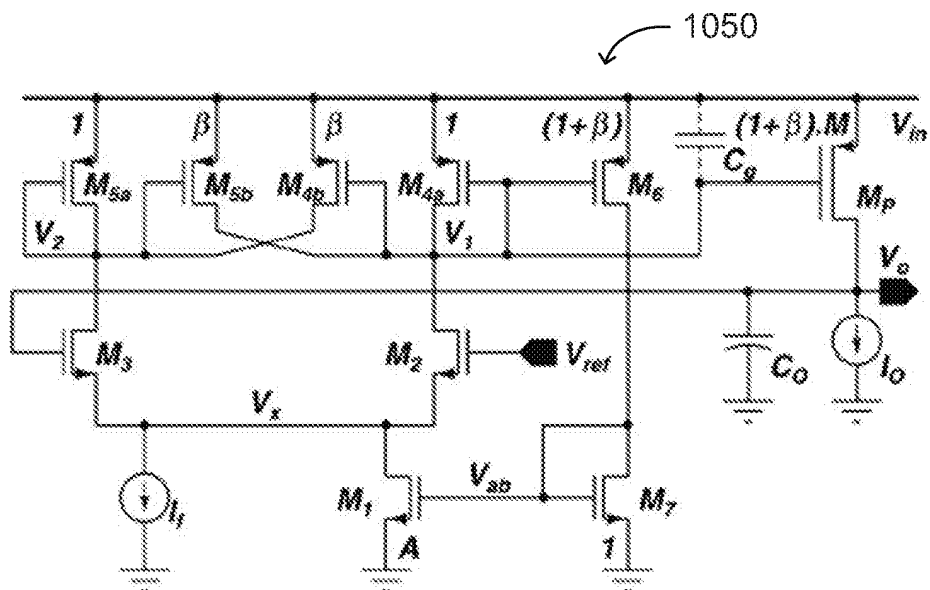 1050
1 β β 1 (1+β) (1+β).M V_in
M_5a M_5b M_4b M_4a M_6 C_g M_P
V_2 V_1 V_o
M_3 M_2 V_ref C_O I_O
V_x
I_f M_1 V_ab M_7
A 1